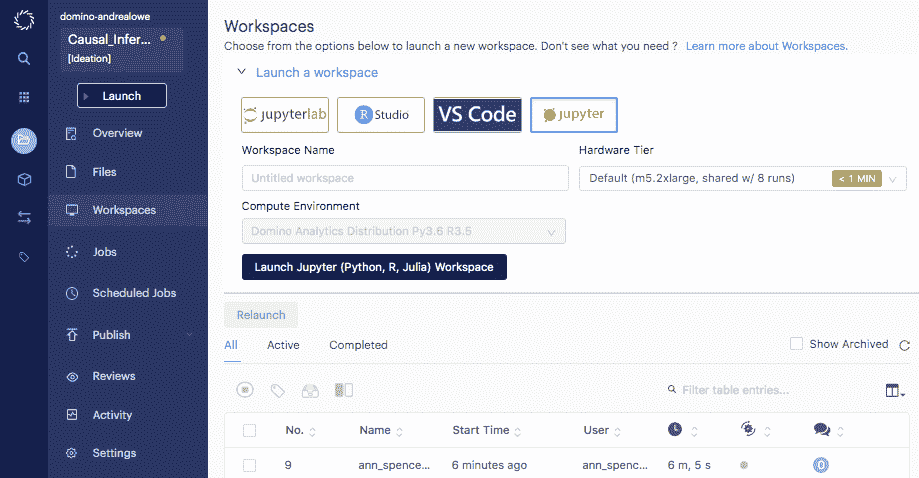 domino-andrealowe
Causal_Infer...
[Ideation]
Launch
Overview
Files
Workspaces
Jobs
Scheduled Jobs
Publish
Reviews
Activity
Settings
Workspaces
Choose from the options below to launch a new workspace. Don't see what you need ? Learn more about Workspaces.
Launch a workspace
jupyterlab
R Studio
VS Code
jupyter
Workspace Name
Hardware Tier
Untitled workspace
Default (m5.2xlarge, shared w/ 8 runs) < 1 MIN
Compute Environment
Domino Analytics Distribution Py3.6 R3.5
Launch Jupyter (Python, R, Julia) Workspace
Relaunch
All Active Completed
Show Archived
Filter table entries...
No. Name Start Time User
9 ann_spence... 6 minutes ago ann_spenc... 6 m, 5 s 0